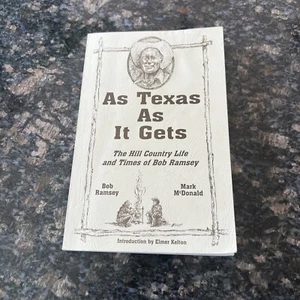 As Texas
As
It Gets
The Hill Country Life
and Times of Bob Ramsey
Bob
Ramsey
Mark
McDonald
Introduction by Elmer Kelton